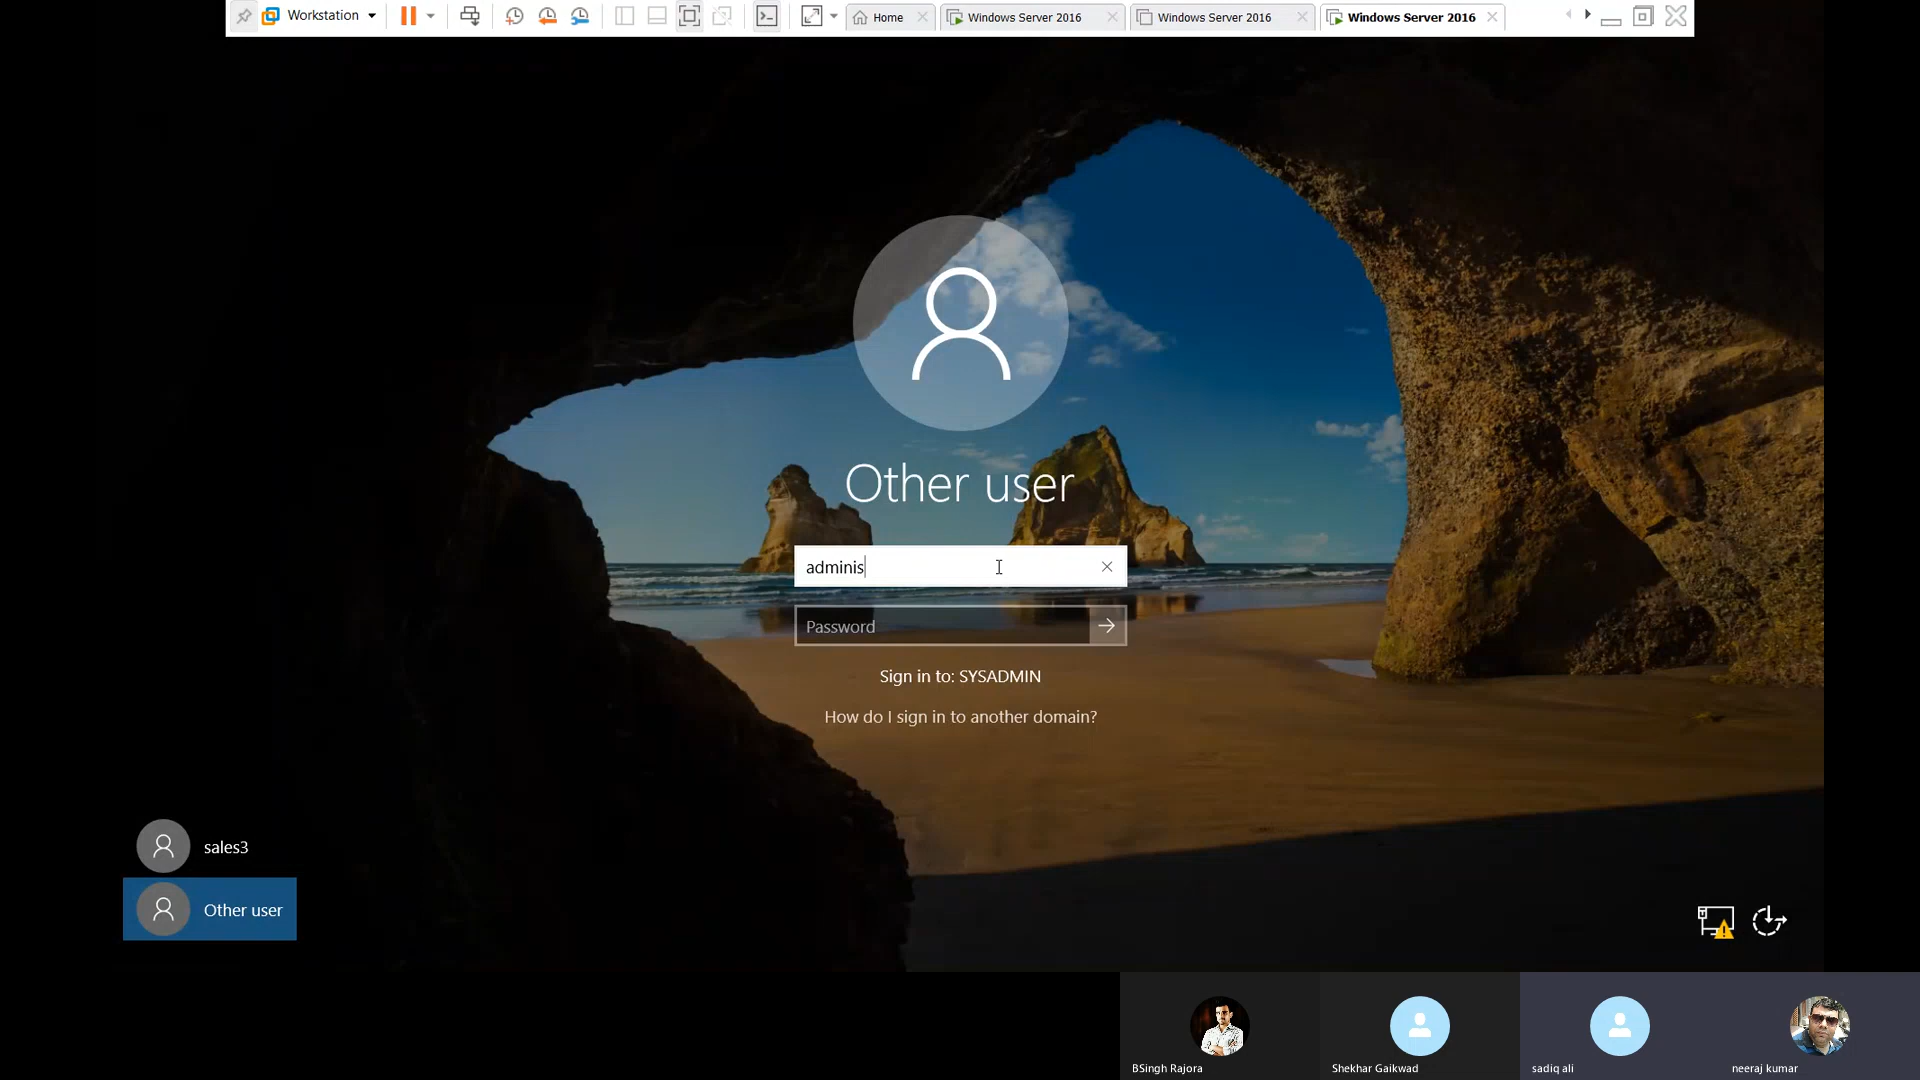 Workstation
Home
Windows Server 2016
Windows Server 2016
Windows Server 2016
Other user
adminis
Password
Sign in to: SYSADMIN
How do I sign in to another domain?
sales3
Other user
BSingh Rajora
Shekhar Gaikwad
sadiq ali
neeraj kumar